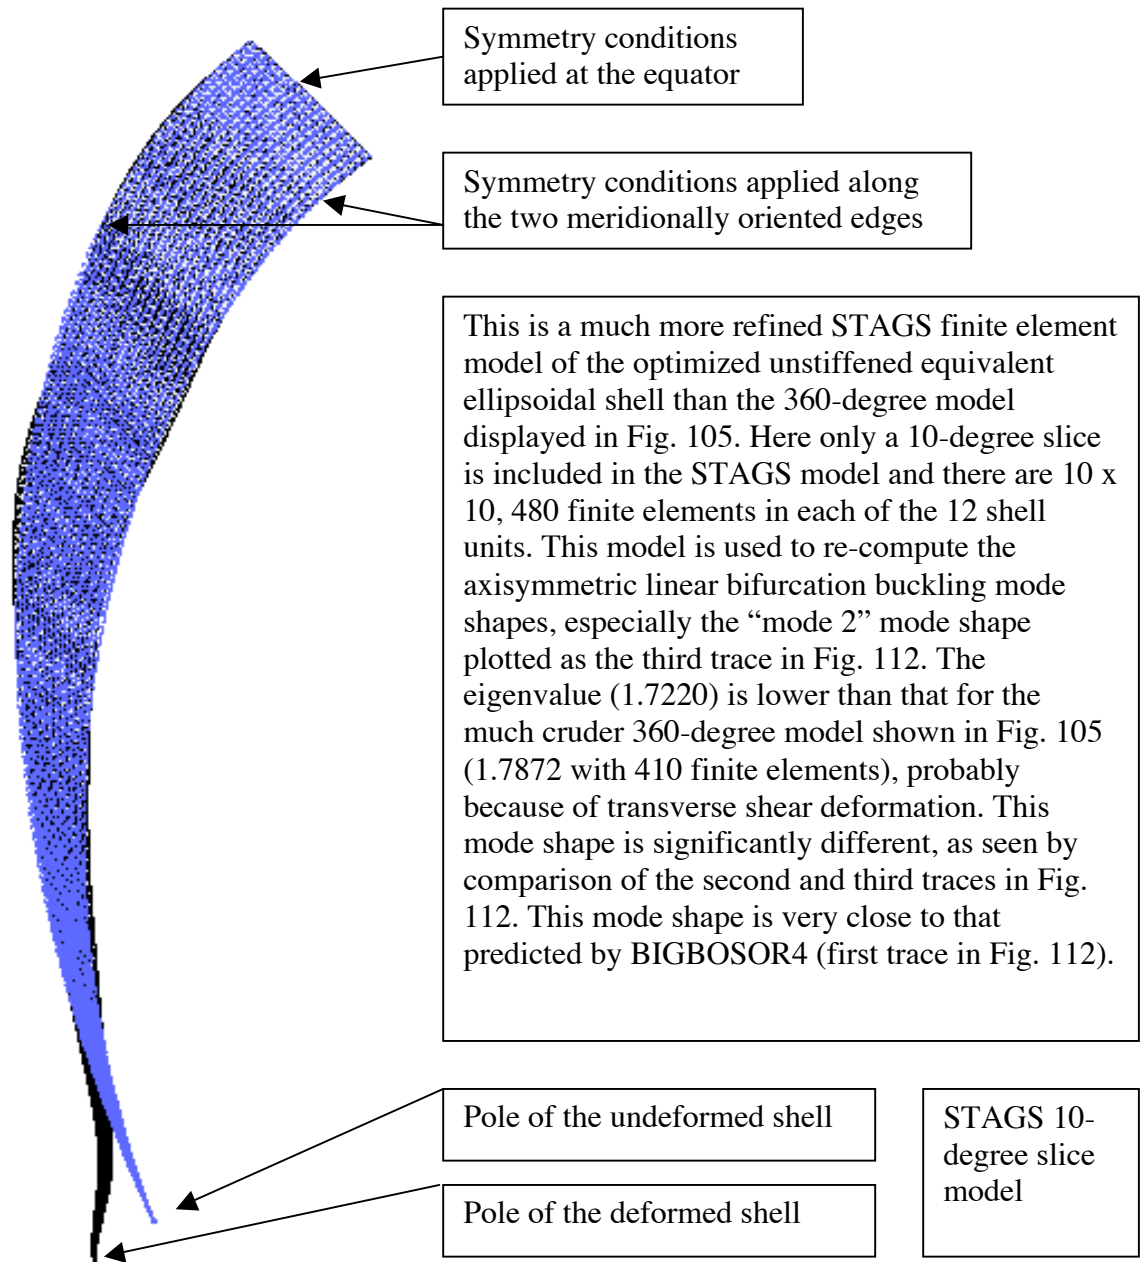 Symmetry conditions
applied at the equator
Symmetry conditions applied along
the two meridionally oriented edges
This is a much more refined STAGS finite element
model of the optimized unstiffened equivalent
ellipsoidal shell than the 360-degree model
displayed in Fig. 105. Here only a 10-degree slice
is included in the STAGS model and there are 10 x
10, 480 finite elements in each of the 12 shell
units. This model is used to re-compute the
axisymmetric linear bifurcation buckling mode
shapes, especially the “mode 2” mode shape
plotted as the third trace in Fig. 112. The
eigenvalue (1.7220) is lower than that for the
much cruder 360-degree model shown in Fig. 105
(1.7872 with 410 finite elements), probably
because of transverse shear deformation. This
mode shape is significantly different, as seen by
comparison of the second and third traces in Fig.
112. This mode shape is very close to that
predicted by BIGBOSOR4 (first trace in Fig. 112).
Pole of the undeformed shell
Pole of the deformed shell
STAGS 10-
degree slice
model